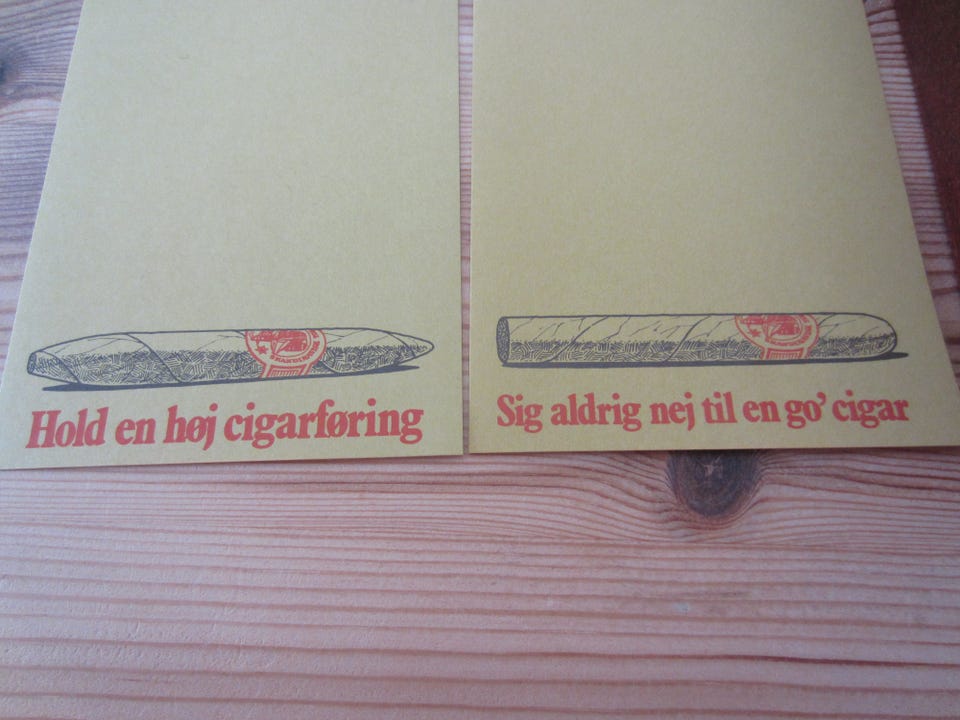 Hold en høj cigarføring
Sig aldrig nej til en go' cigar